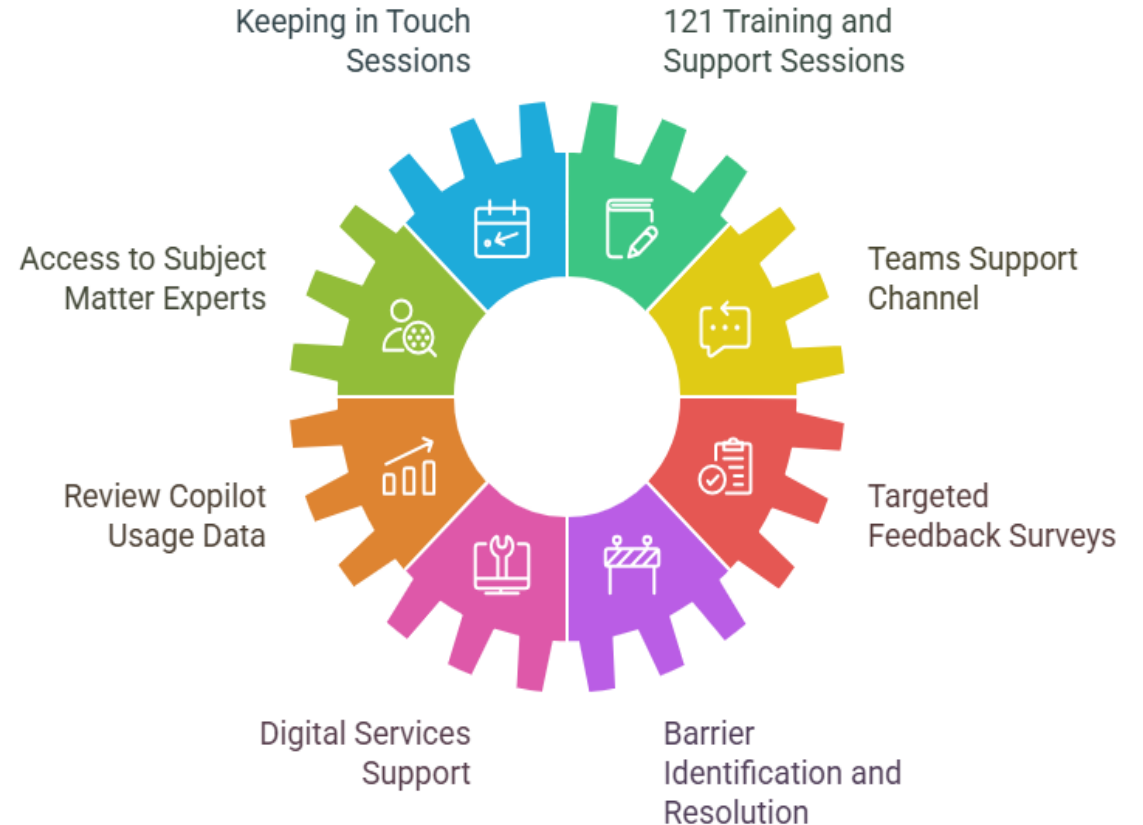 Keeping in Touch
Sessions
121 Training and
Support Sessions
Access to Subject
Matter Experts
Teams Support
Channel
Review Copilot
Usage Data
Targeted
Feedback Surveys
Digital Services
Support
Barrier
Identification and
Resolution